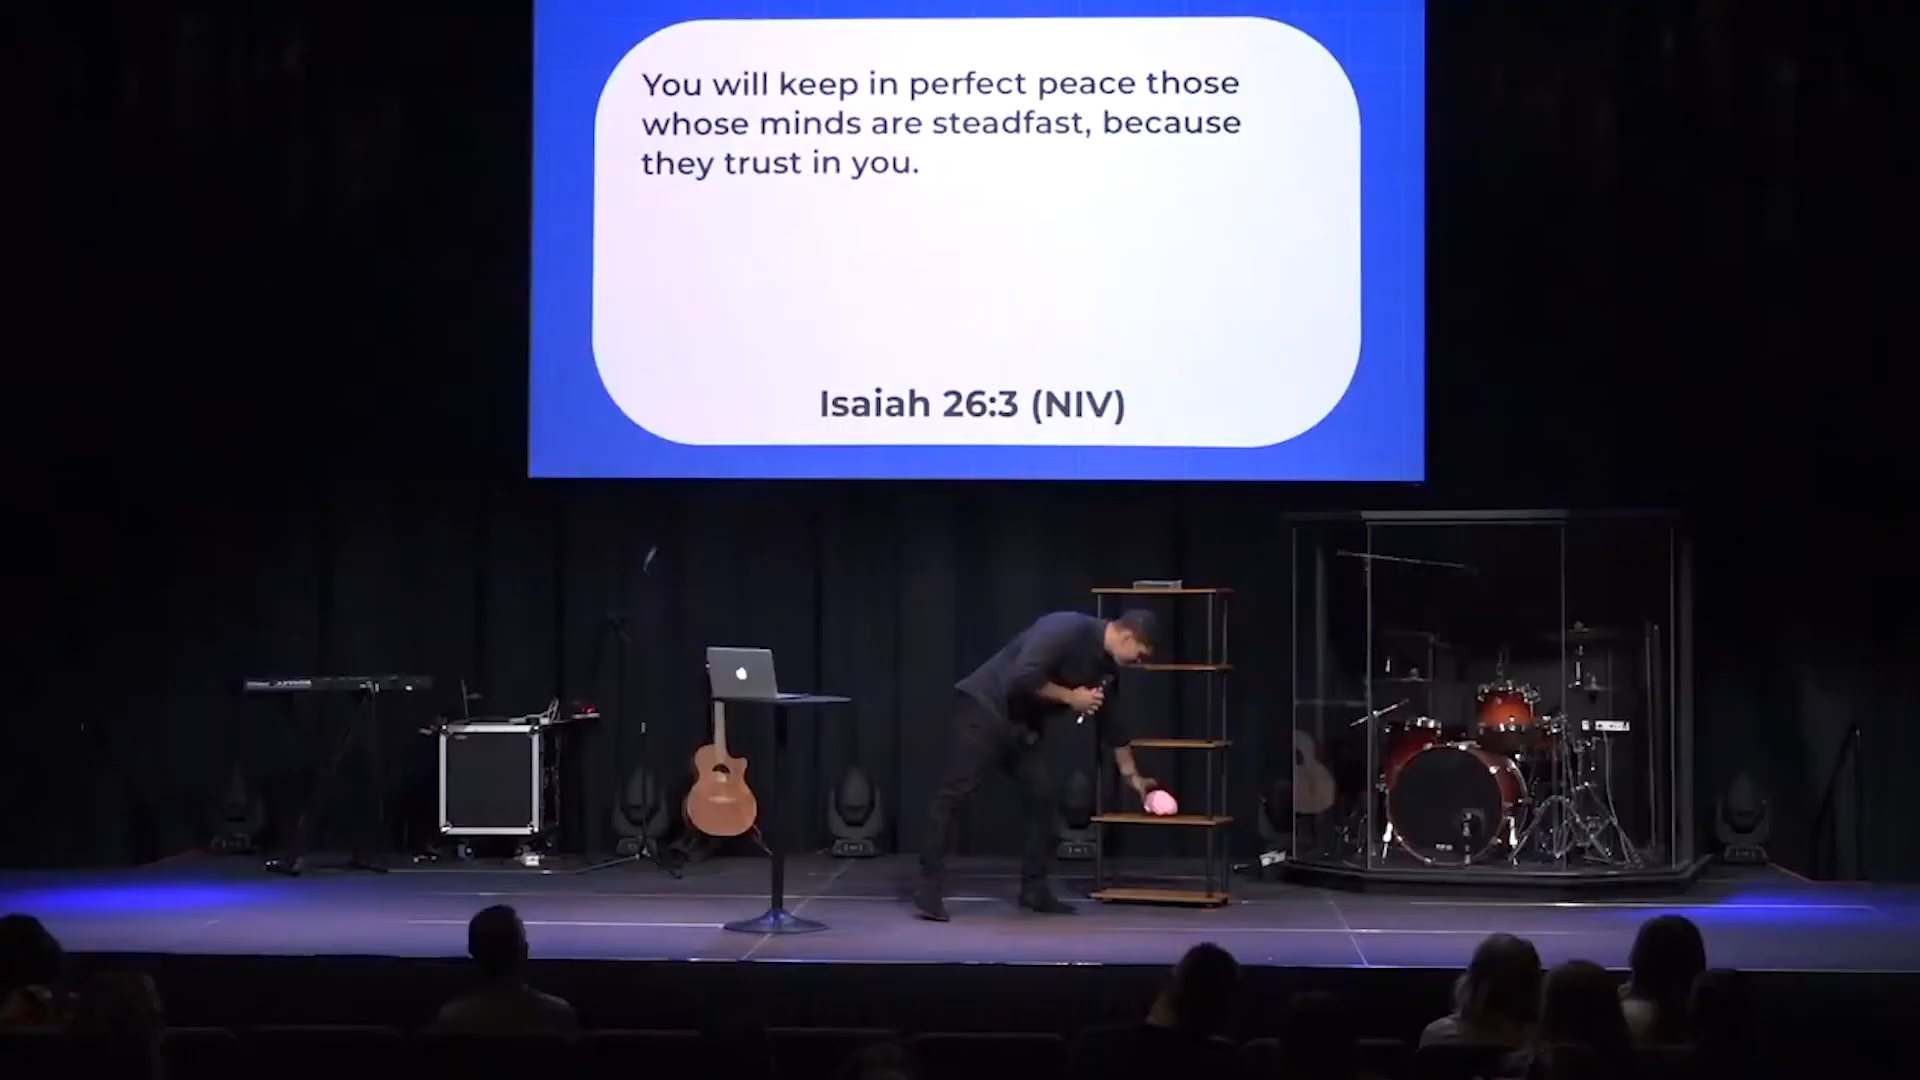 You will keep in perfect peace those
whose minds are steadfast, because
they trust in you.
Isaiah 26:3 (NIV)